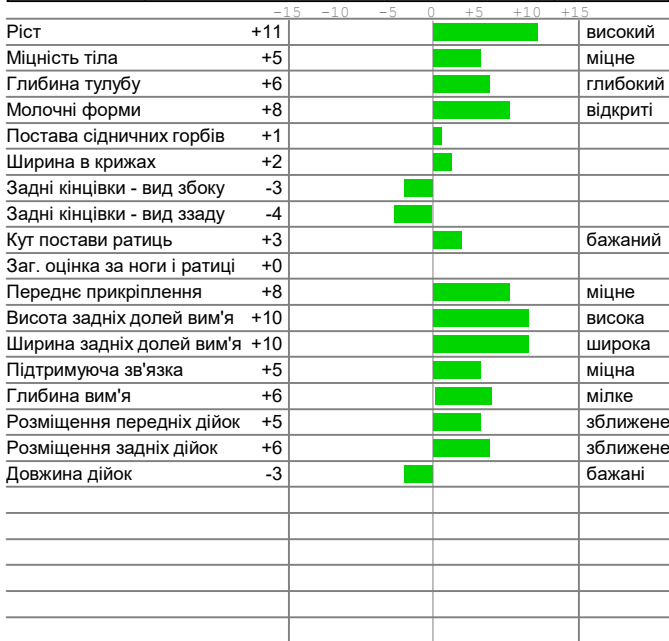 -15 -10 -5 0 +5 +10 +15
Ріст +11 високий
Міцність тіла +5 міцне
Глибина тулубу +6 глибокий
Молочні форми +8 відкриті
Постава сідничних горбів +1
Ширина в крижах +2
Задні кінцівки - вид збоку -3
Задні кінцівки - вид ззаду -4
Кут постави ратиць +3 бажаний
Заг. оцінка за ноги і ратиці +0
Переднє прикріплення +8 міцне
Висота задніх долей вим'я +10 висока
Ширина задніх долей вим'я +10 широка
Підтримуюча зв'язка +5 міцна
Глибина вим'я +6 мілке
Розміщення передніх дійок +5 зближене
Розміщення задніх дійок +6 зближене
Довжина дійок -3 бажані